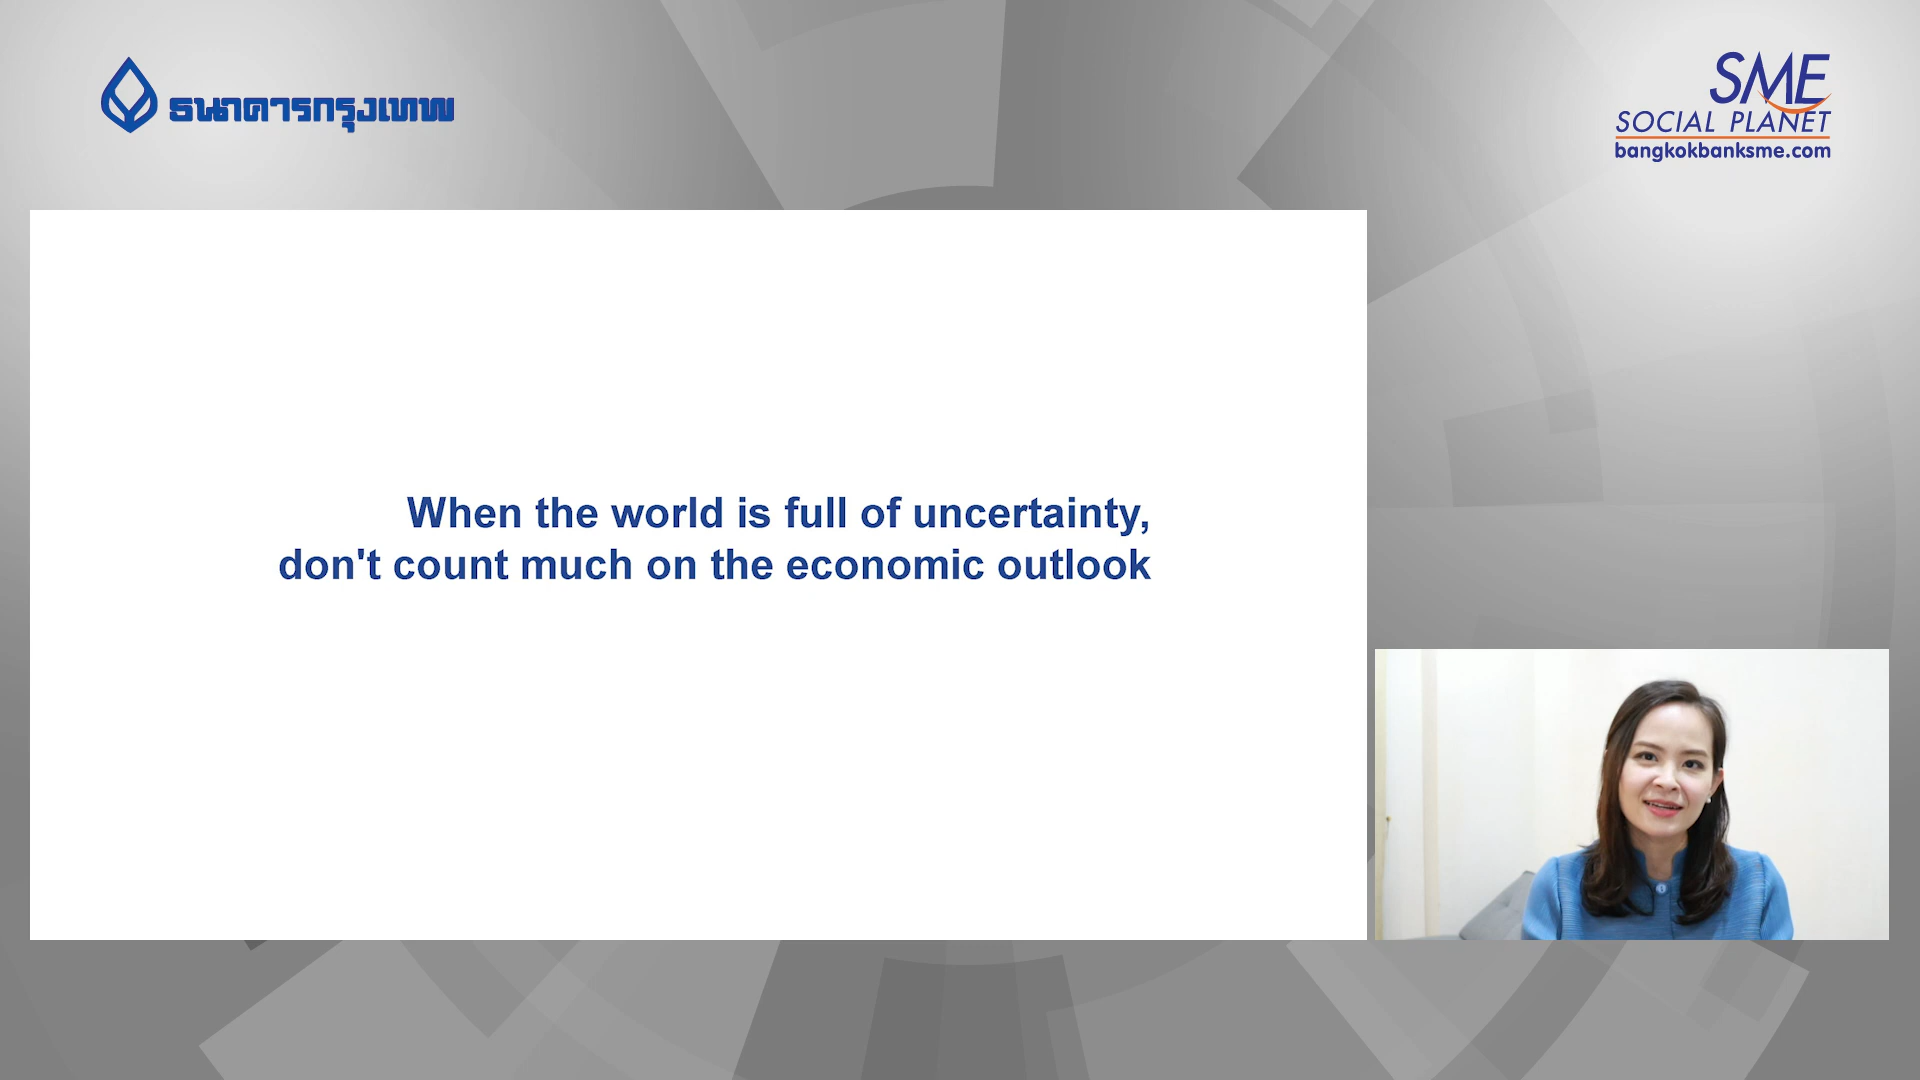 ธนาคารกรุงเทพ
SME
SOCIAL PLANET
bangkokbanksme.com
When the world is full of uncertainty,
don't count much on the economic outlook